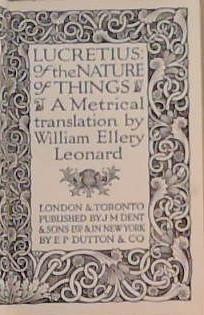 LUCRETIUS:
of the NATURE
of THINGS
A Metrical
translation by
William Ellery
Leonard
LONDON & TORONTO
PUBLISHED BY J M DENT
& SONS LTD & IN NEW YORK
BY E P DUTTON & CO